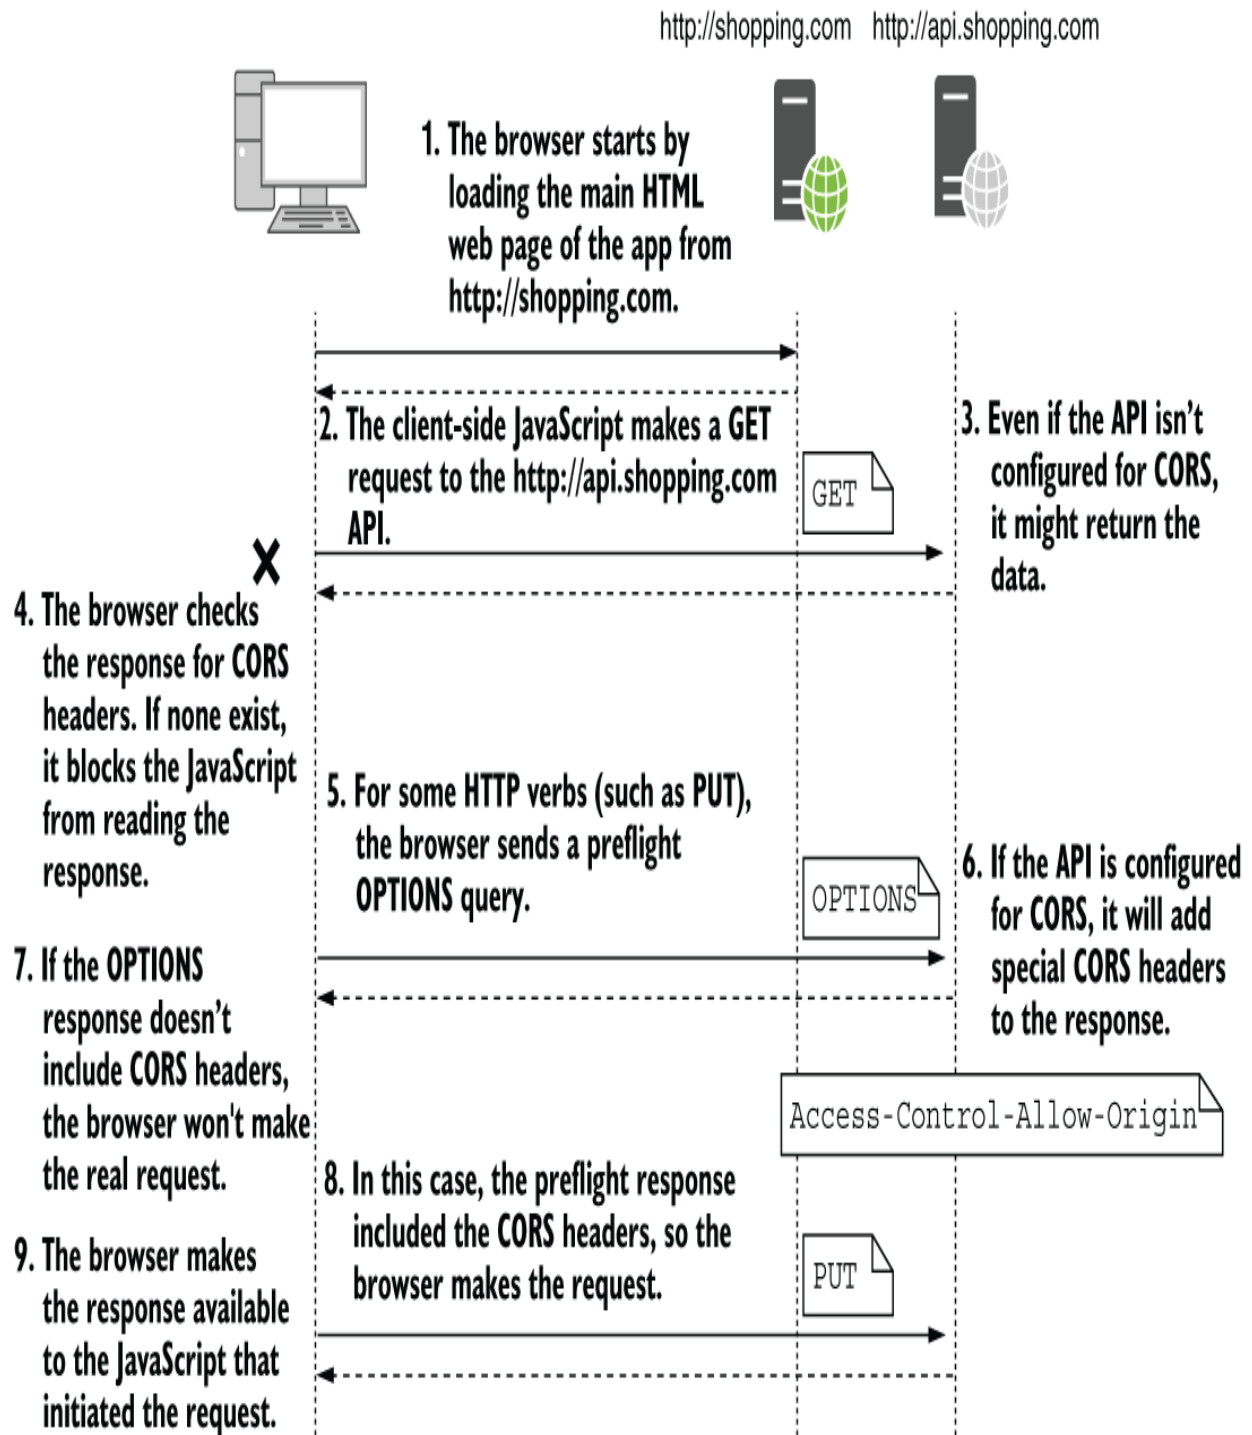 http://shopping.com http://api.shopping.com
1. The browser starts by
loading the main HTML
web page of the app from
http://shopping.com.
2. The client-side JavaScript makes a GET
request to the http://api.shopping.com
API.
GET
3. Even if the API isn't
configured for CORS,
it might return the
data.
4. The browser checks
the response for CORS
headers. If none exist,
it blocks the JavaScript
from reading the
response.
5. For some HTTP verbs (such as PUT),
the browser sends a preflight
OPTIONS query.
OPTIONS
6. If the API is configured
for CORS, it will add
special CORS headers
to the response.
Access-Control-Allow-Origin
7. If the OPTIONS
response doesn't
include CORS headers,
the browser won't make
the real request.
8. In this case, the preflight response
included the CORS headers, so the
browser makes the request.
PUT
9. The browser makes
the response available
to the JavaScript that
initiated the request.